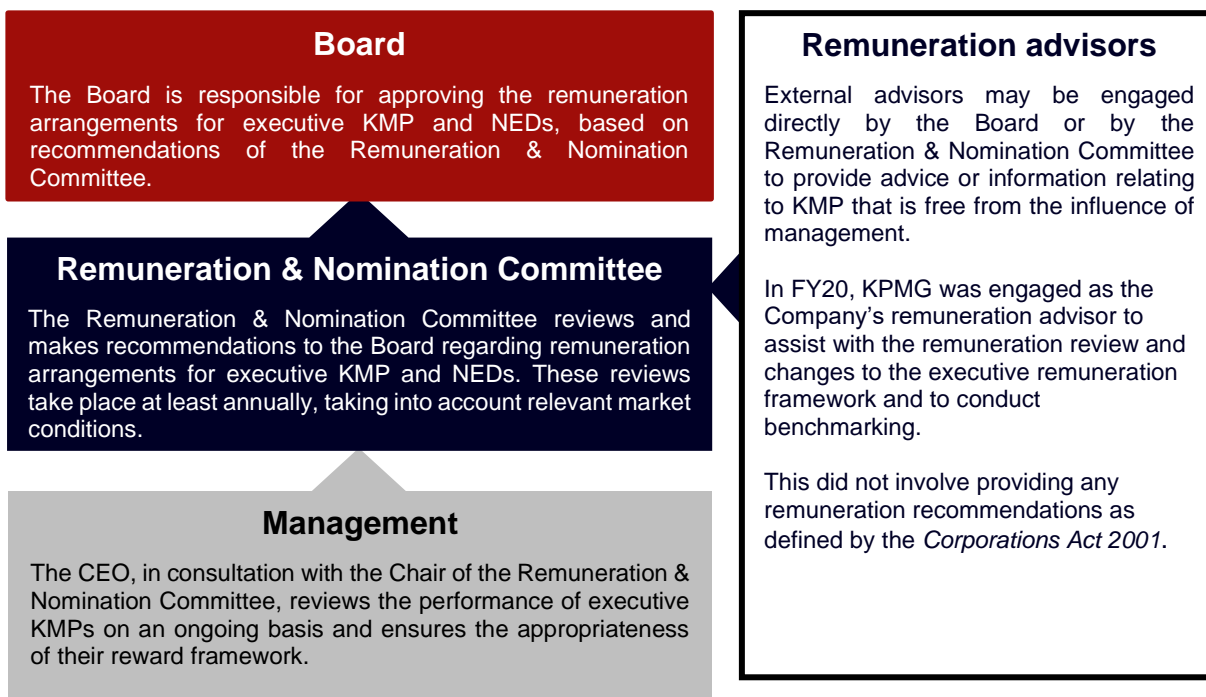 Board
The Board is responsible for approving the remuneration
arrangements for executive KMP and NEDs, based on
recommendations of the Remuneration & Nomination
Committee.
Remuneration & Nomination Committee
The Remuneration & Nomination Committee reviews and
makes recommendations to the Board regarding remuneration
arrangements for executive KMP and NEDs. These reviews
take place at least annually, taking into account relevant market
conditions.
Management
The CEO, in consultation with the Chair of the Remuneration &
Nomination Committee, reviews the performance of executive
KMPs on an ongoing basis and ensures the appropriateness
of their reward framework.
Remuneration advisors
External advisors may be engaged
directly by the Board or by the
Remuneration & Nomination Committee
to provide advice or information relating
to KMP that is free from the influence of
management.
In FY20, KPMG was engaged as the
Company's remuneration advisor to
assist with the remuneration review and
changes to the executive remuneration
framework and to conduct
benchmarking.
This did not involve providing any
remuneration recommendations as
defined by the Corporations Act 2001.